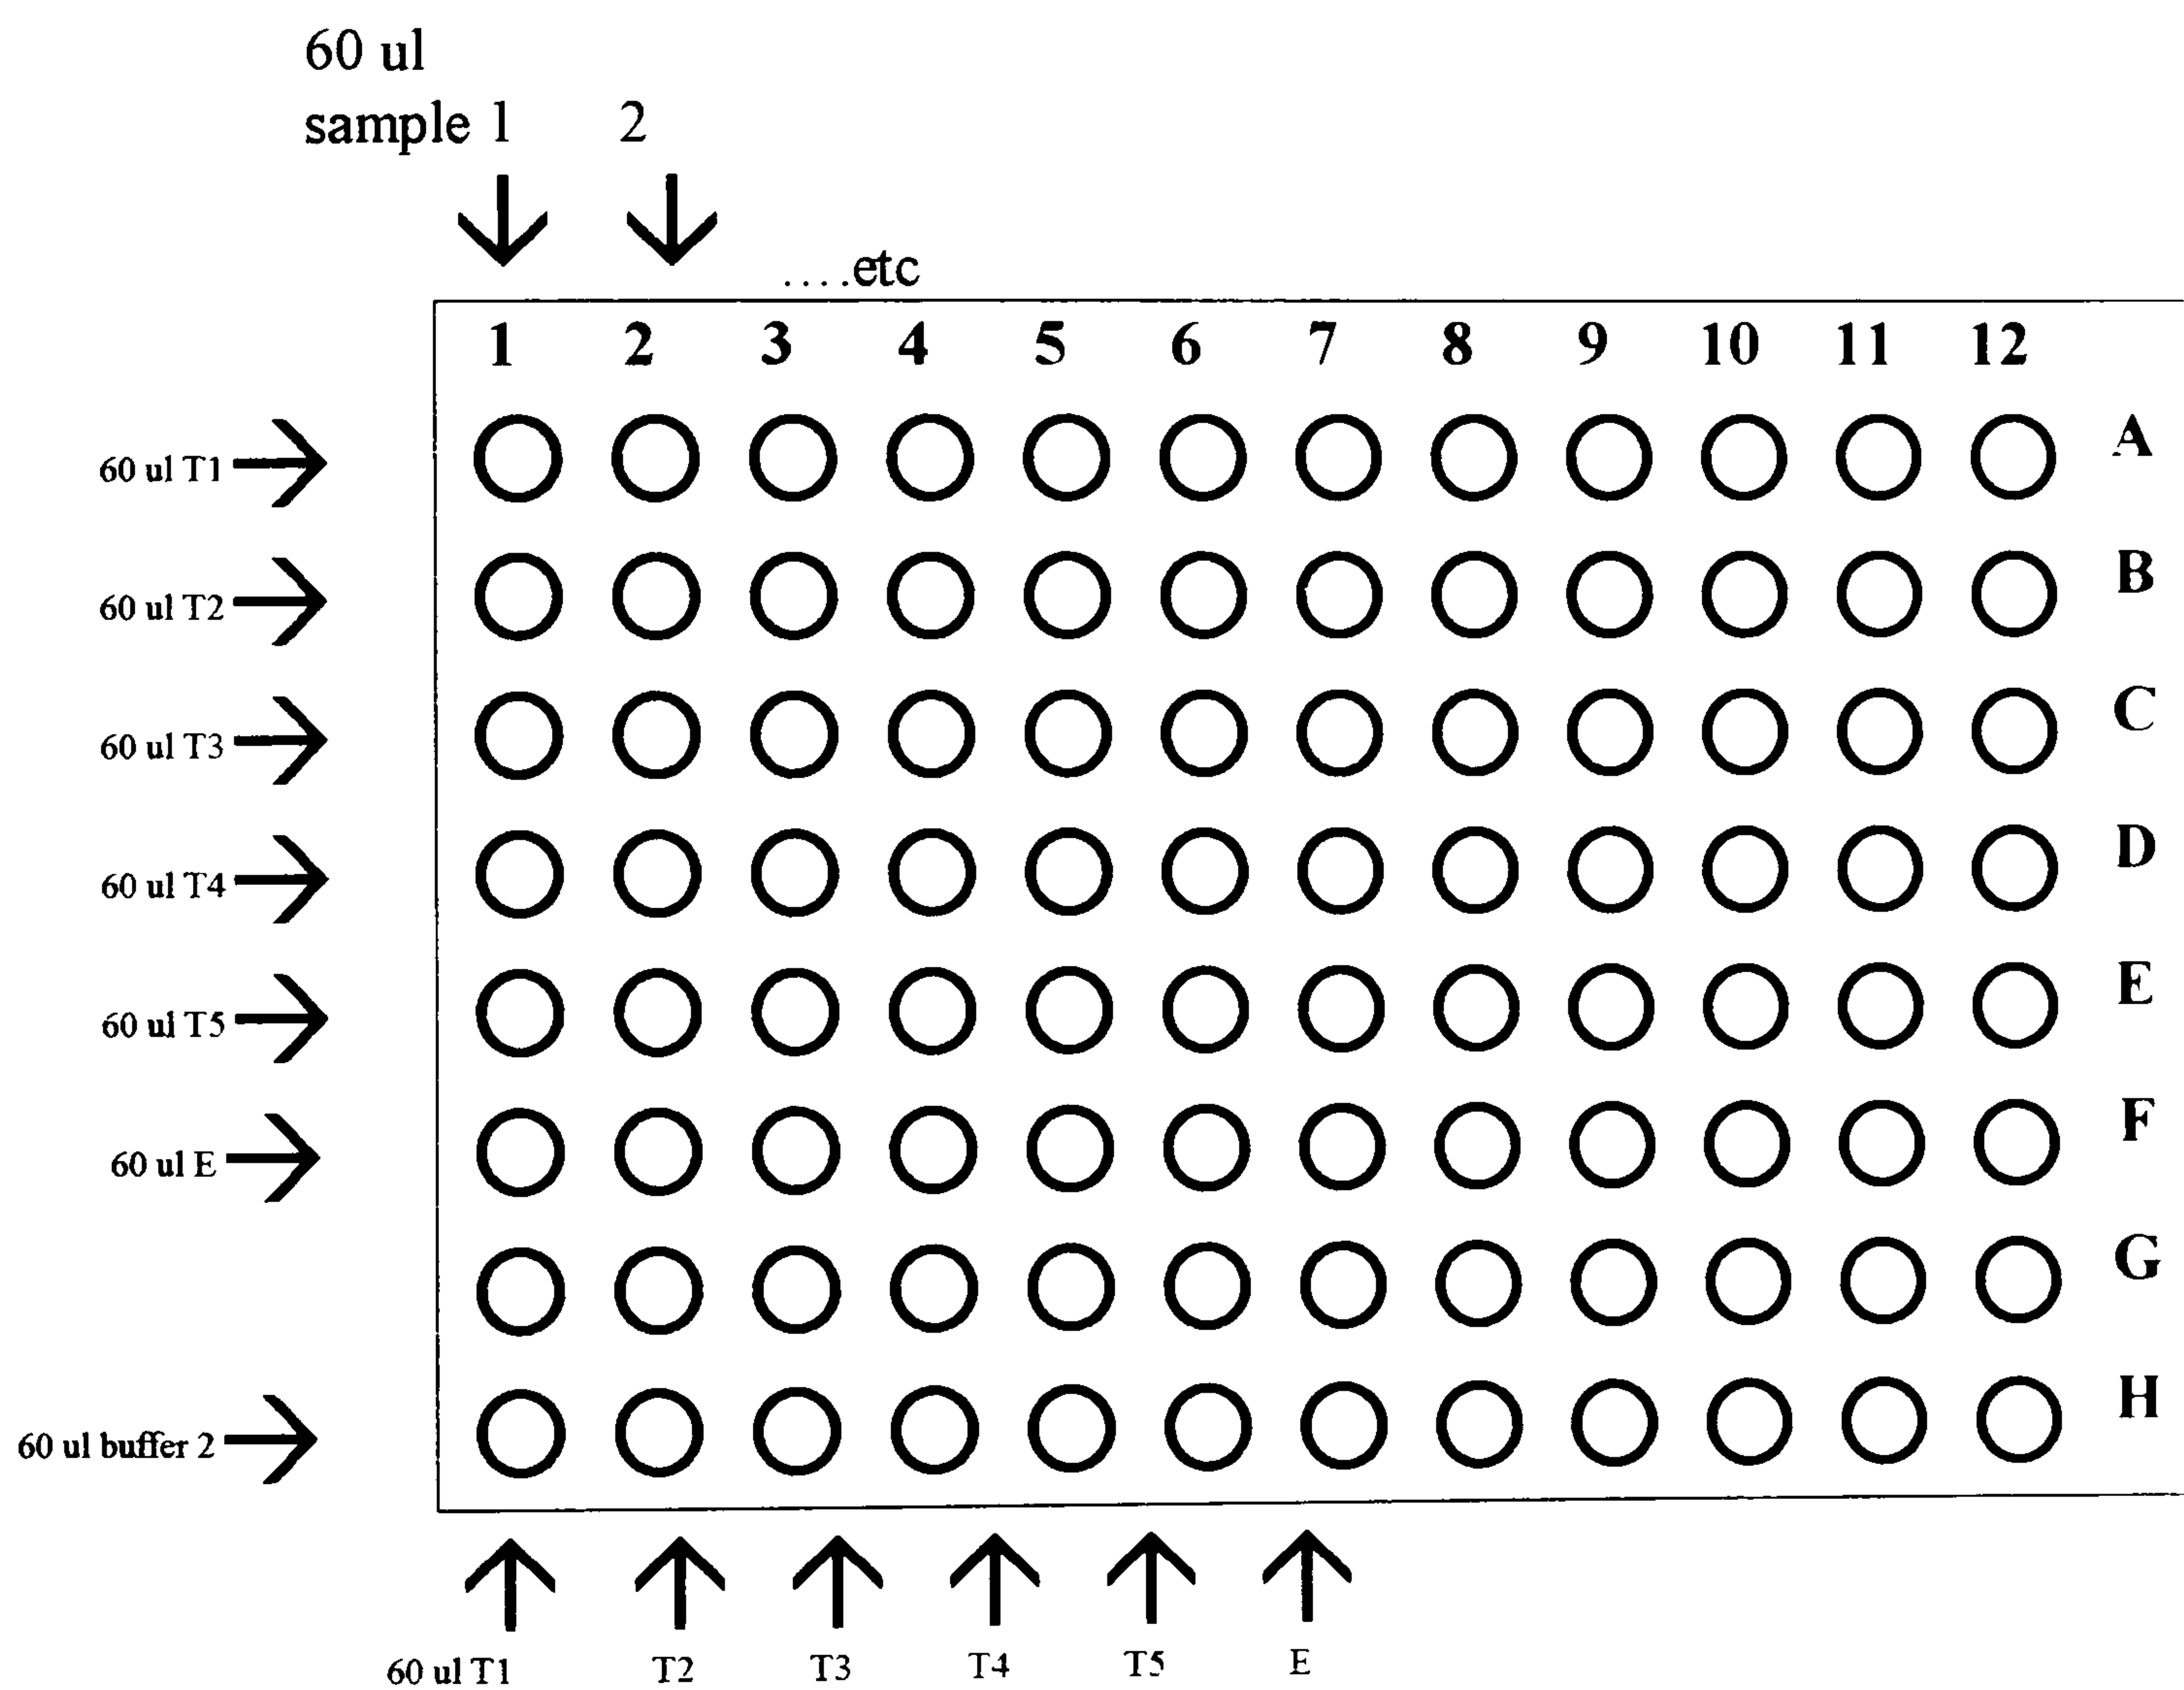 60 ul
sample 1 2
....etc
1 2 3 4 5 6 7 8 9 10 11 12
60 ul T1 A
60 ul T2 B
60 ul T3 C
60 ul T4 D
60 ul T5 E
60 ul E F
G
60 ul buffer 2 H
60 ul T1 T2 T3 T4 T5 E